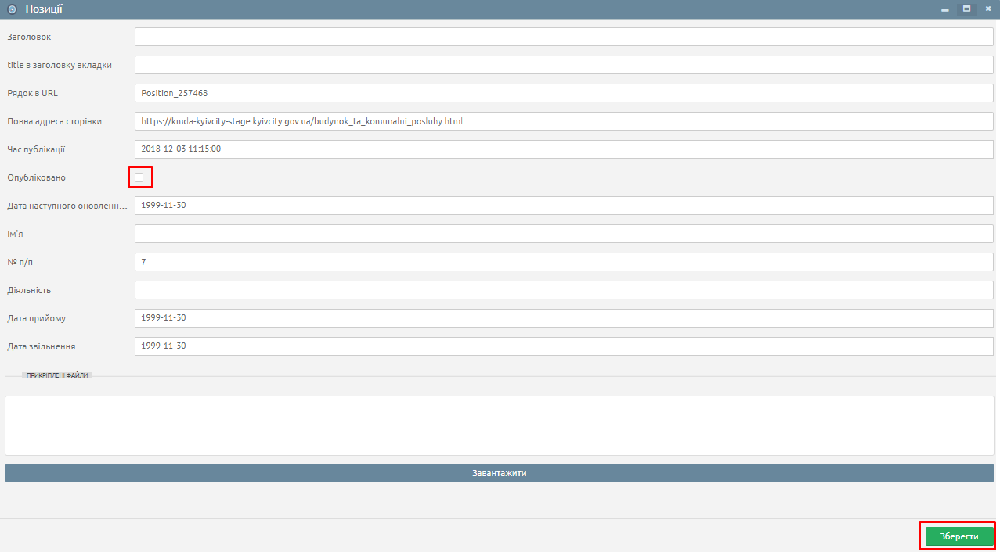 Позиції
Заголовок
title в заголовку вкладки
Рядок в URL
Position_257468
Повна адреса сторінки
https://kmda-kyivcity-stage.kyivcity.gov.ua/budynok_ta_komunalni_posluhy.html
Час публікації
2018-12-03 11:15:00
Опубліковано
Дата наступного оновленн...
1999-11-30
Ім'я
№ п/п
7
Діяльність
Дата прийому
1999-11-30
Дата звільнення
1999-11-30
ПРИКРІПЛЕНІ ФАЙЛИ
Завантажити
Зберегти